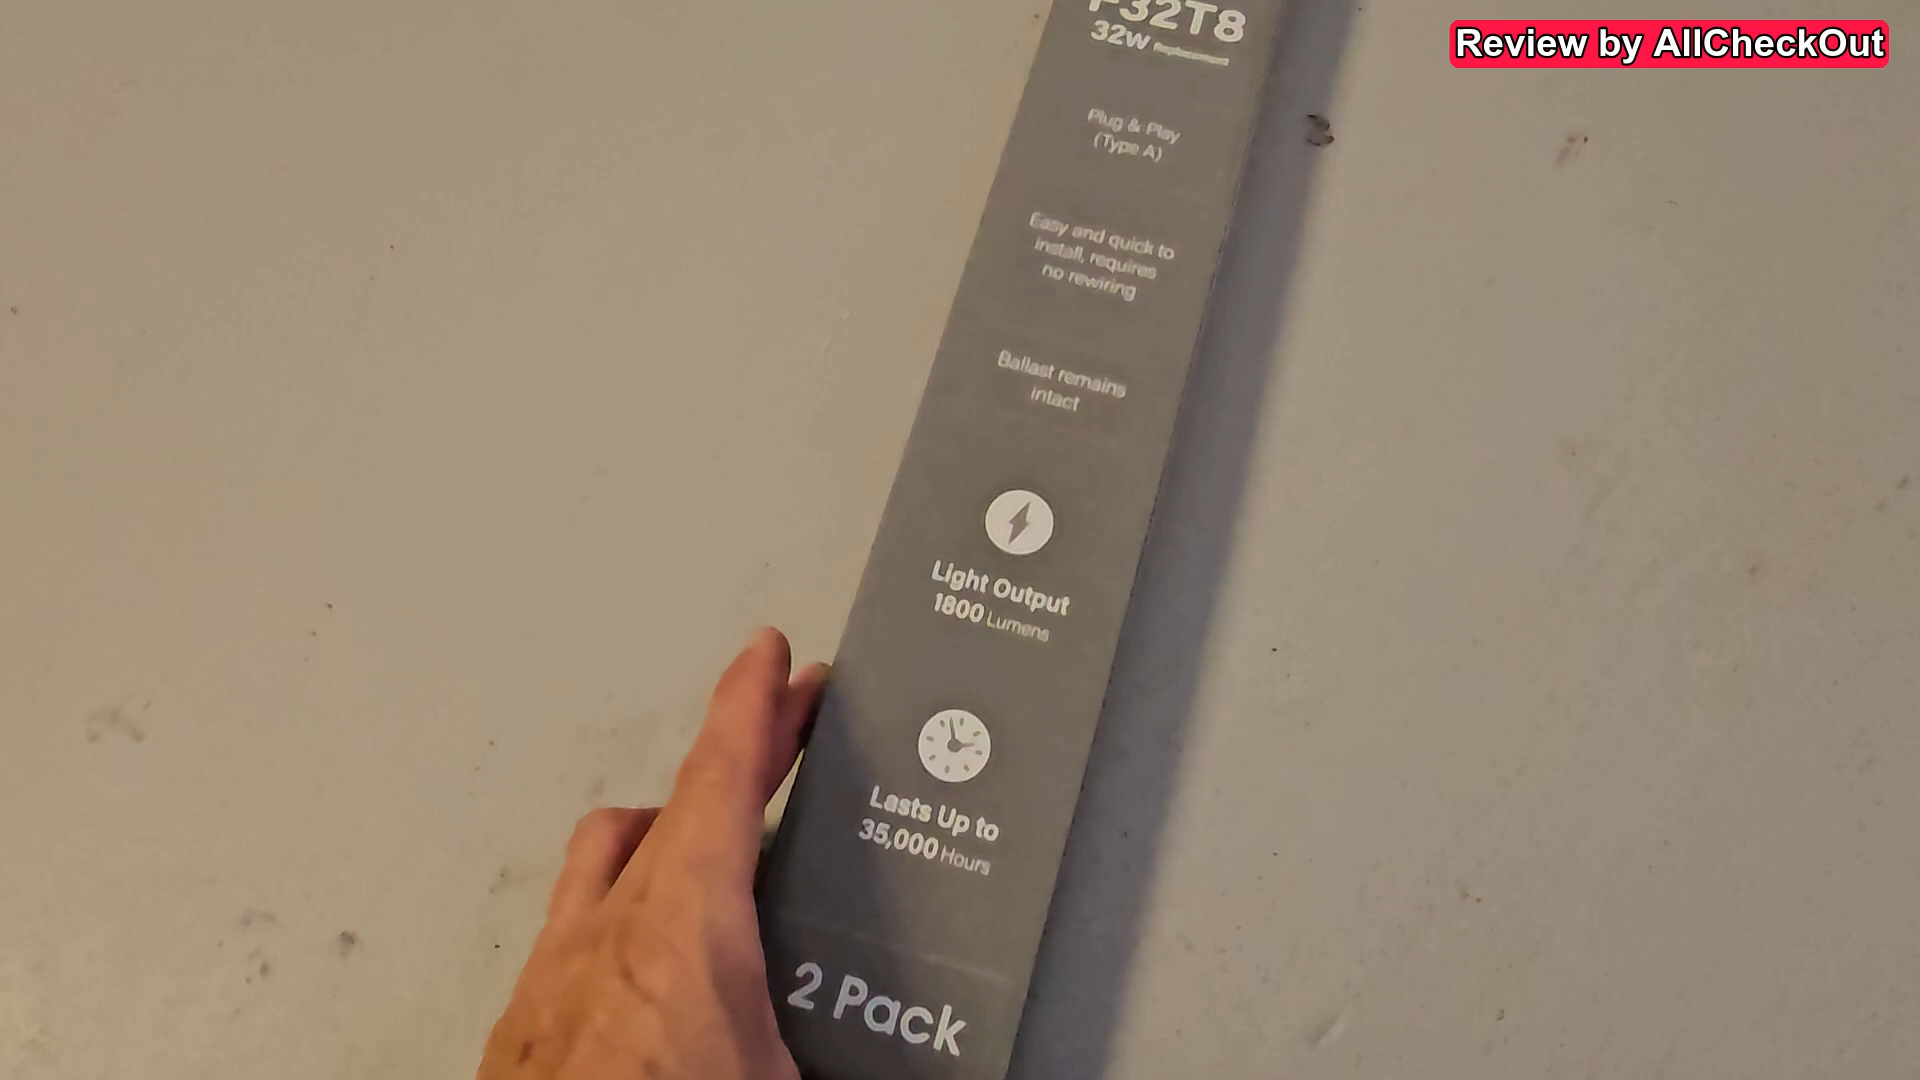 Review by AllCheckOut
F32T8
32W Replacement
Plug & Play
(Type A)
Easy and quick to
install, requires
no rewiring
Ballast remains
intact
Light Output
1800 Lumens
Lasts Up to
35,000 Hours
2 Pack